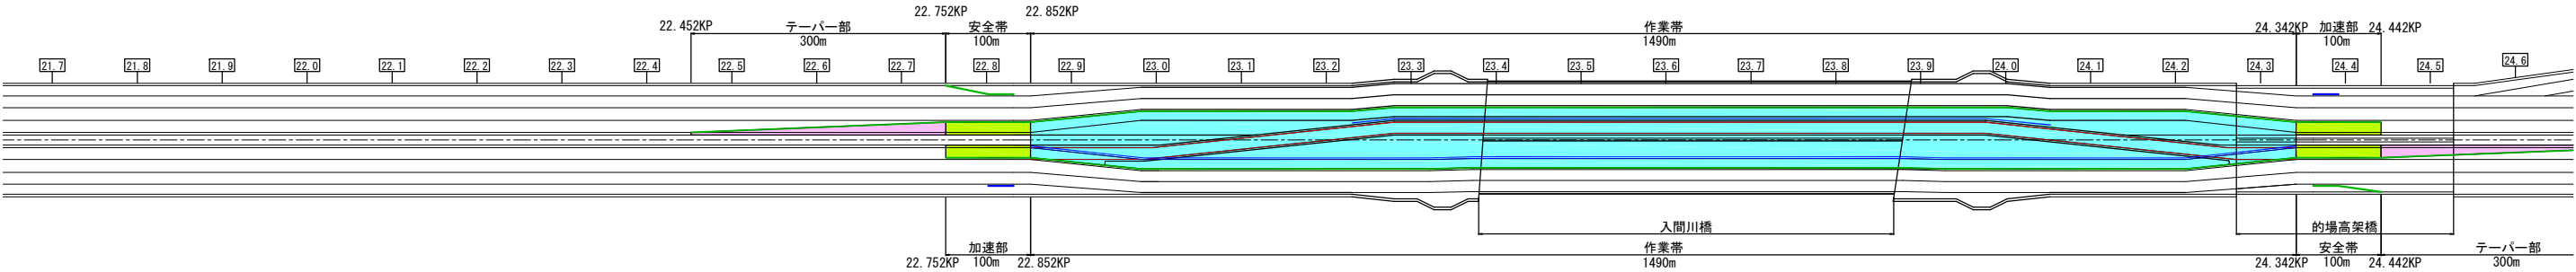 22.752KP 22.852KP
22.452KP テーパー部 安全帯 作業帯 24.342KP 加速部 24.442KP
300m 100m 1490m 100m
21.7 21.8 21.9 22.0 22.1 22.2 22.3 22.4 22.5 22.6 22.7 22.8 22.9 23.0 23.1 23.2 23.3 23.4 23.5 23.6 23.7 23.8 23.9 24.0 24.1 24.2 24.3 24.4 24.5 24.6
入間川橋 的場高架橋
加速部 作業帯 安全帯 テーパー部
22.752KP 100m 22.852KP 1490m 24.342KP 100m 24.442KP 300m